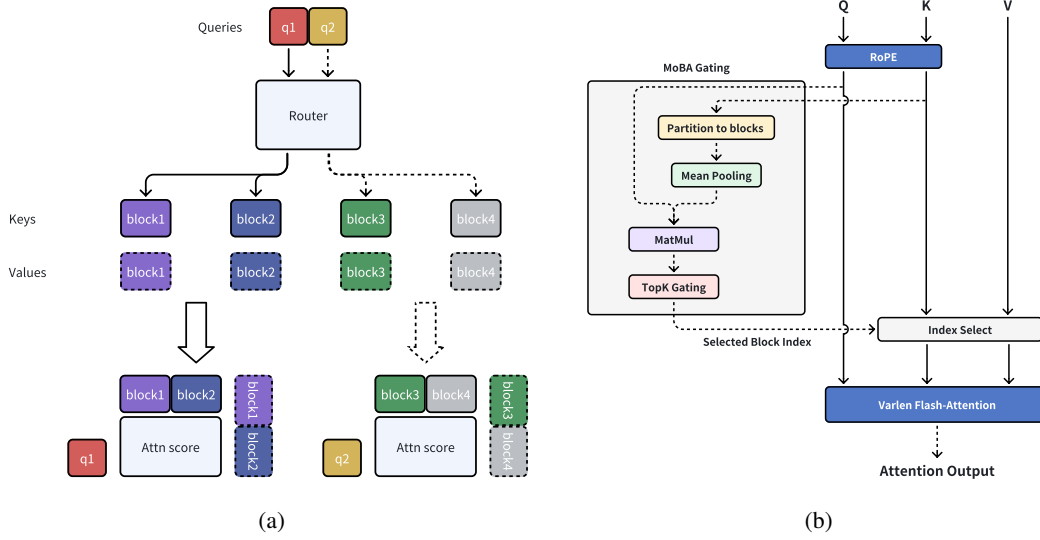 Queries
q1 q2
Router
Keys
block1 block2 block3 block4
Values
block1 block2 block3 block4
block1 block2 block1 block2
q1
Attn score
block3 block4 block3 block4
q2
Attn score
(a)
Q K V
RoPE
MoBA Gating
Partition to blocks
Mean Pooling
MatMul
TopK Gating
Selected Block Index
Index Select
Varlen Flash-Attention
Attention Output
(b)